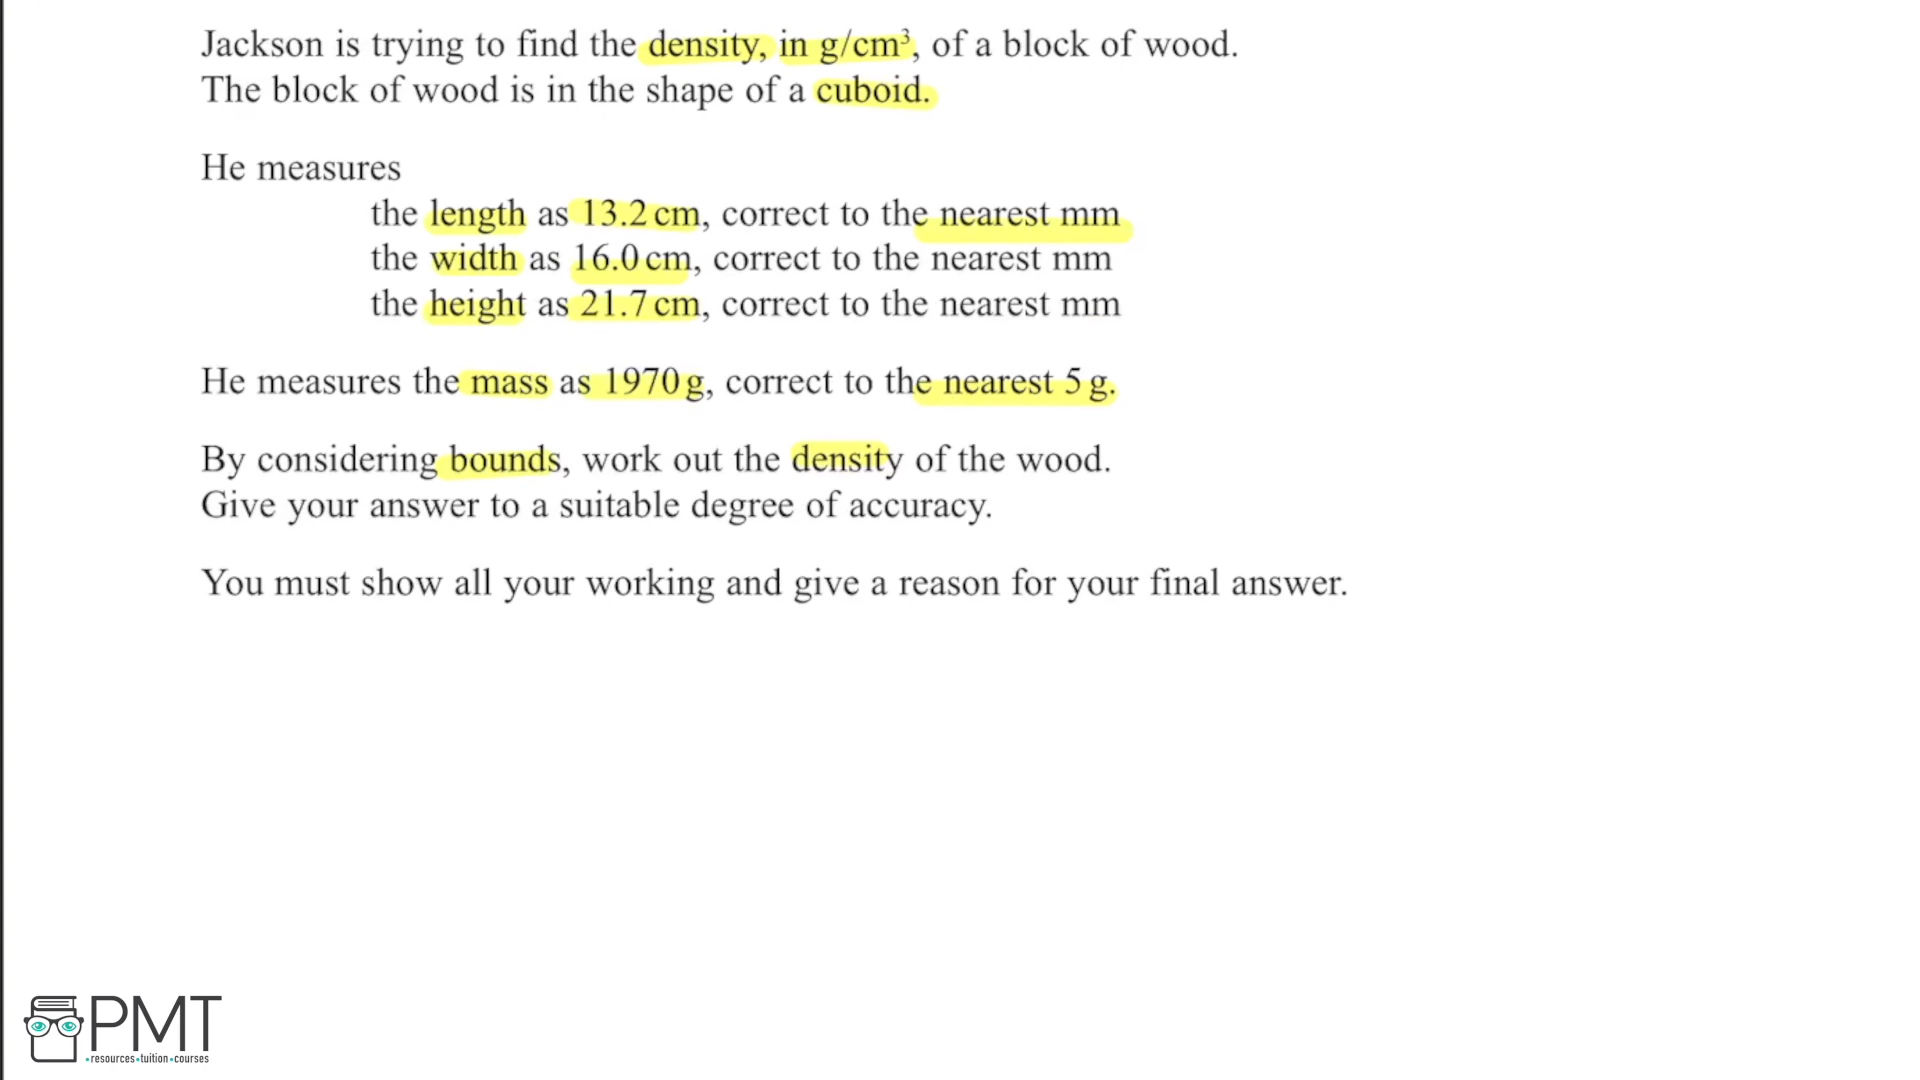 Jackson is trying to find the density, in g/cm³, of a block of wood.
The block of wood is in the shape of a cuboid.
He measures
the length as 13.2 cm, correct to the nearest mm
the width as 16.0 cm, correct to the nearest mm
the height as 21.7 cm, correct to the nearest mm
He measures the mass as 1970 g, correct to the nearest 5 g.
By considering bounds, work out the density of the wood.
Give your answer to a suitable degree of accuracy.
You must show all your working and give a reason for your final answer.
PMT
•resources•tuition•courses